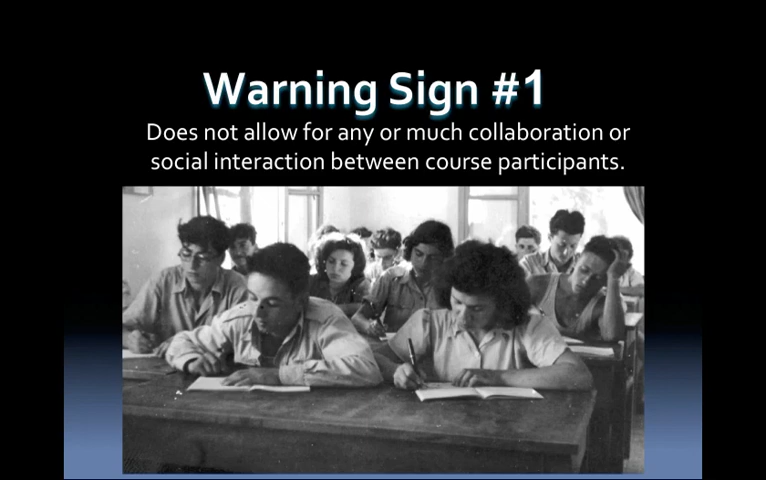 Warning Sign #1
Does not allow for any or much collaboration or
social interaction between course participants.